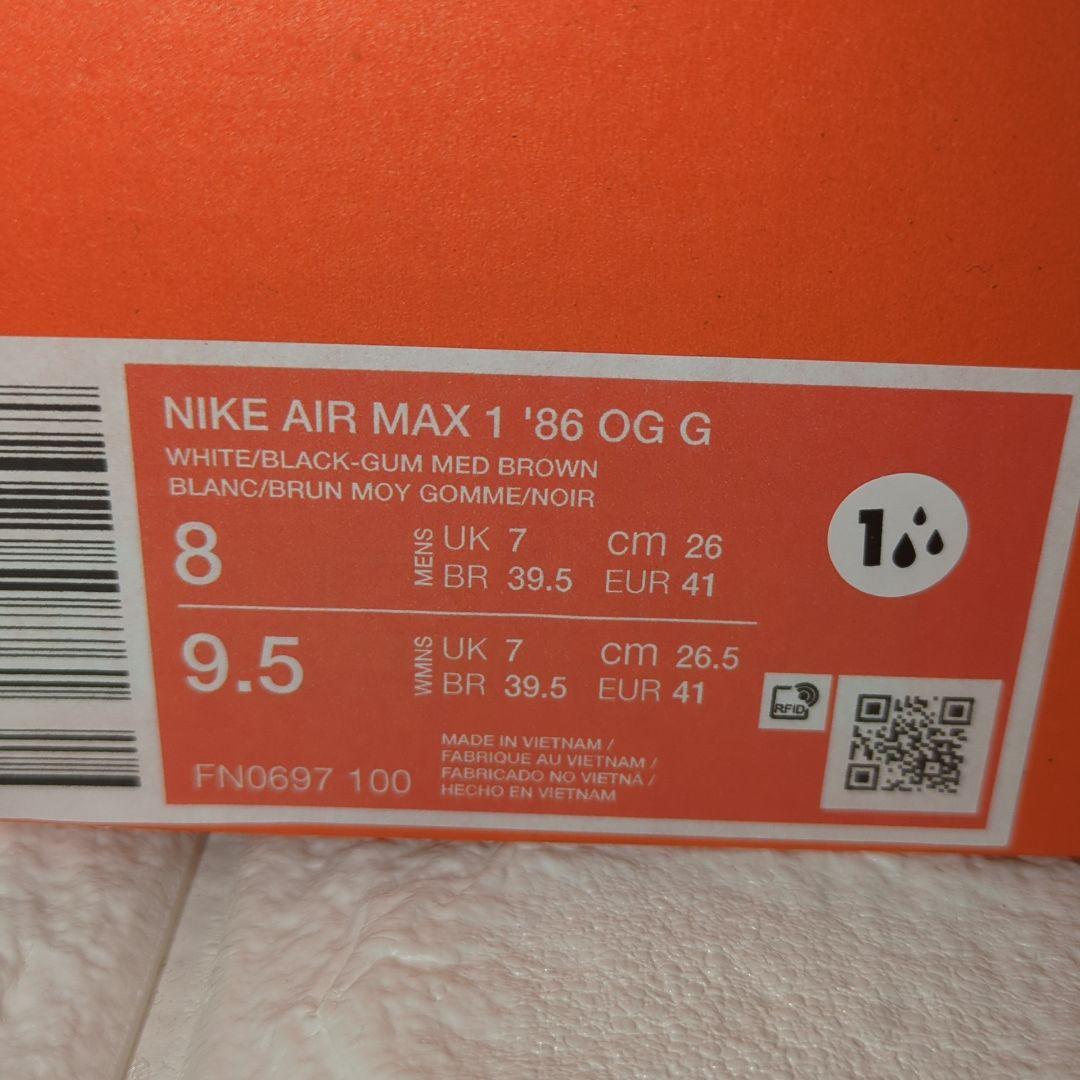 NIKE AIR MAX 1 '86 OG G
WHITE/BLACK-GUM MED BROWN
BLANC/BRUN MOY GOMME/NOIR
8 MENS UK 7 cm 26
BR 39.5 EUR 41
9.5 WMNS UK 7 cm 26.5
BR 39.5 EUR 41
FN0697 100
MADE IN VIETNAM /
FABRIQUE AU VIETNAM /
FABRICADO NO VIETNÃ /
HECHO EN VIETNAM
1
RFID